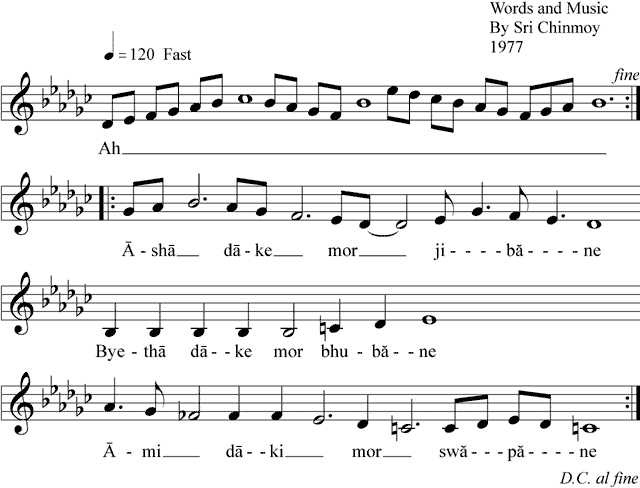 Words and Music
By Sri Chinmoy
1977
= 120 Fast
fine
Ah
Ā - shā dā - ke mor ji - - - - bă - - - - ne
Bye - thā dā - - ke mor bhu - bă - - ne
Ā - - mi dā - - ki mor swă - - - - pă - - - - ne
D.C. al fine